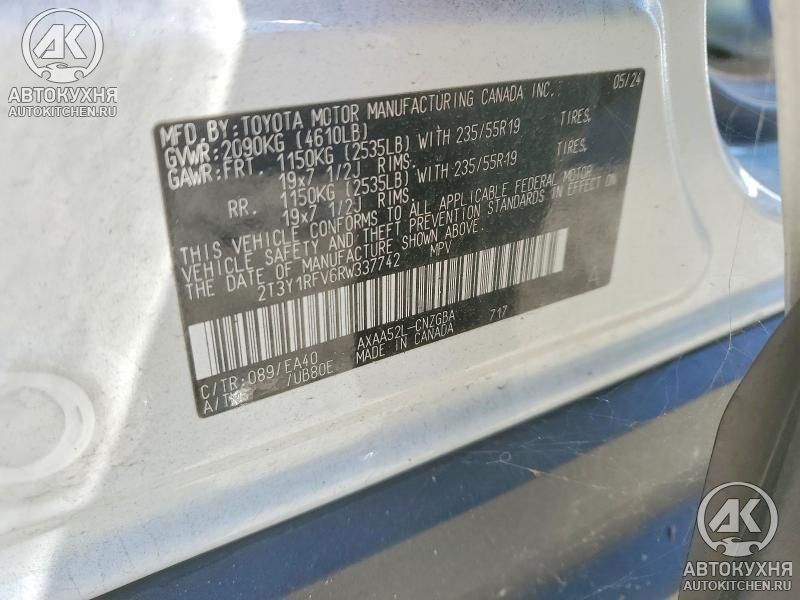 АК
АВТОКУХНЯ
AUTOKITCHEN.RU
05/24
MFD. BY: TOYOTA MOTOR MANUFACTURING CANADA INC.
GVWR: 2090KG (4610LB)
GAWR: FRT. 1150KG (2535LB) WITH 235/55R19 TIRES,
19x7 1/2J RIMS.
RR. 1150KG (2535LB) WITH 235/55R19 TIRES,
19x7 1/2J RIMS.
THIS VEHICLE CONFORMS TO ALL APPLICABLE FEDERAL MOTOR
VEHICLE SAFETY AND THEFT PREVENTION STANDARDS IN EFFECT ON
THE DATE OF MANUFACTURE SHOWN ABOVE.
2T3Y1RFV6RW337742 MPV
A
AXAA52L-CNZGBA 717
C/TR: 089/EA40 MADE IN CANADA
/UB80E
АК
АВТОКУХНЯ
AUTOKITCHEN.RU